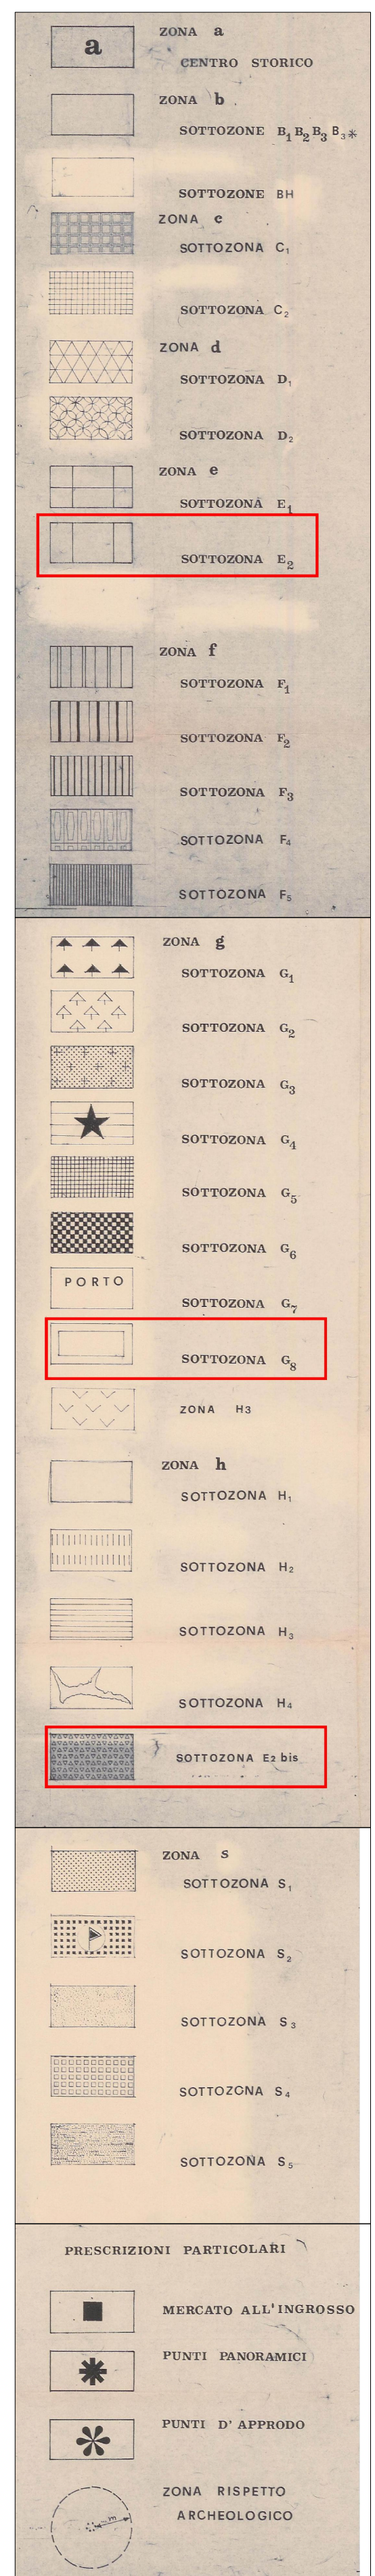 a
ZONA a
CENTRO STORICO
ZONA b
SOTTOZONE B1 B2 B3 B3*
SOTTOZONE BH
ZONA c
SOTTOZONA C1
SOTTOZONA C2
ZONA d
SOTTOZONA D1
SOTTOZONA D2
ZONA e
SOTTOZONA E1
SOTTOZONA E2
ZONA f
SOTTOZONA F1
SOTTOZONA F2
SOTTOZONA F3
SOTTOZONA F4
SOTTOZONA F5
ZONA g
SOTTOZONA G1
SOTTOZONA G2
SOTTOZONA G3
SOTTOZONA G4
SOTTOZONA G5
SOTTOZONA G6
PORTO
SOTTOZONA G7
SOTTOZONA G8
ZONA H3
ZONA h
SOTTOZONA H1
SOTTOZONA H2
SOTTOZONA H3
SOTTOZONA H4
SOTTOZONA E2 bis
ZONA s
SOTTOZONA S1
SOTTOZONA S2
SOTTOZONA S3
SOTTOZONA S4
SOTTOZONA S5
PRESCRIZIONI PARTICOLARI
MERCATO ALL'INGROSSO
PUNTI PANORAMICI
PUNTI D'APPRODO
ZONA RISPETTO
ARCHEOLOGICO